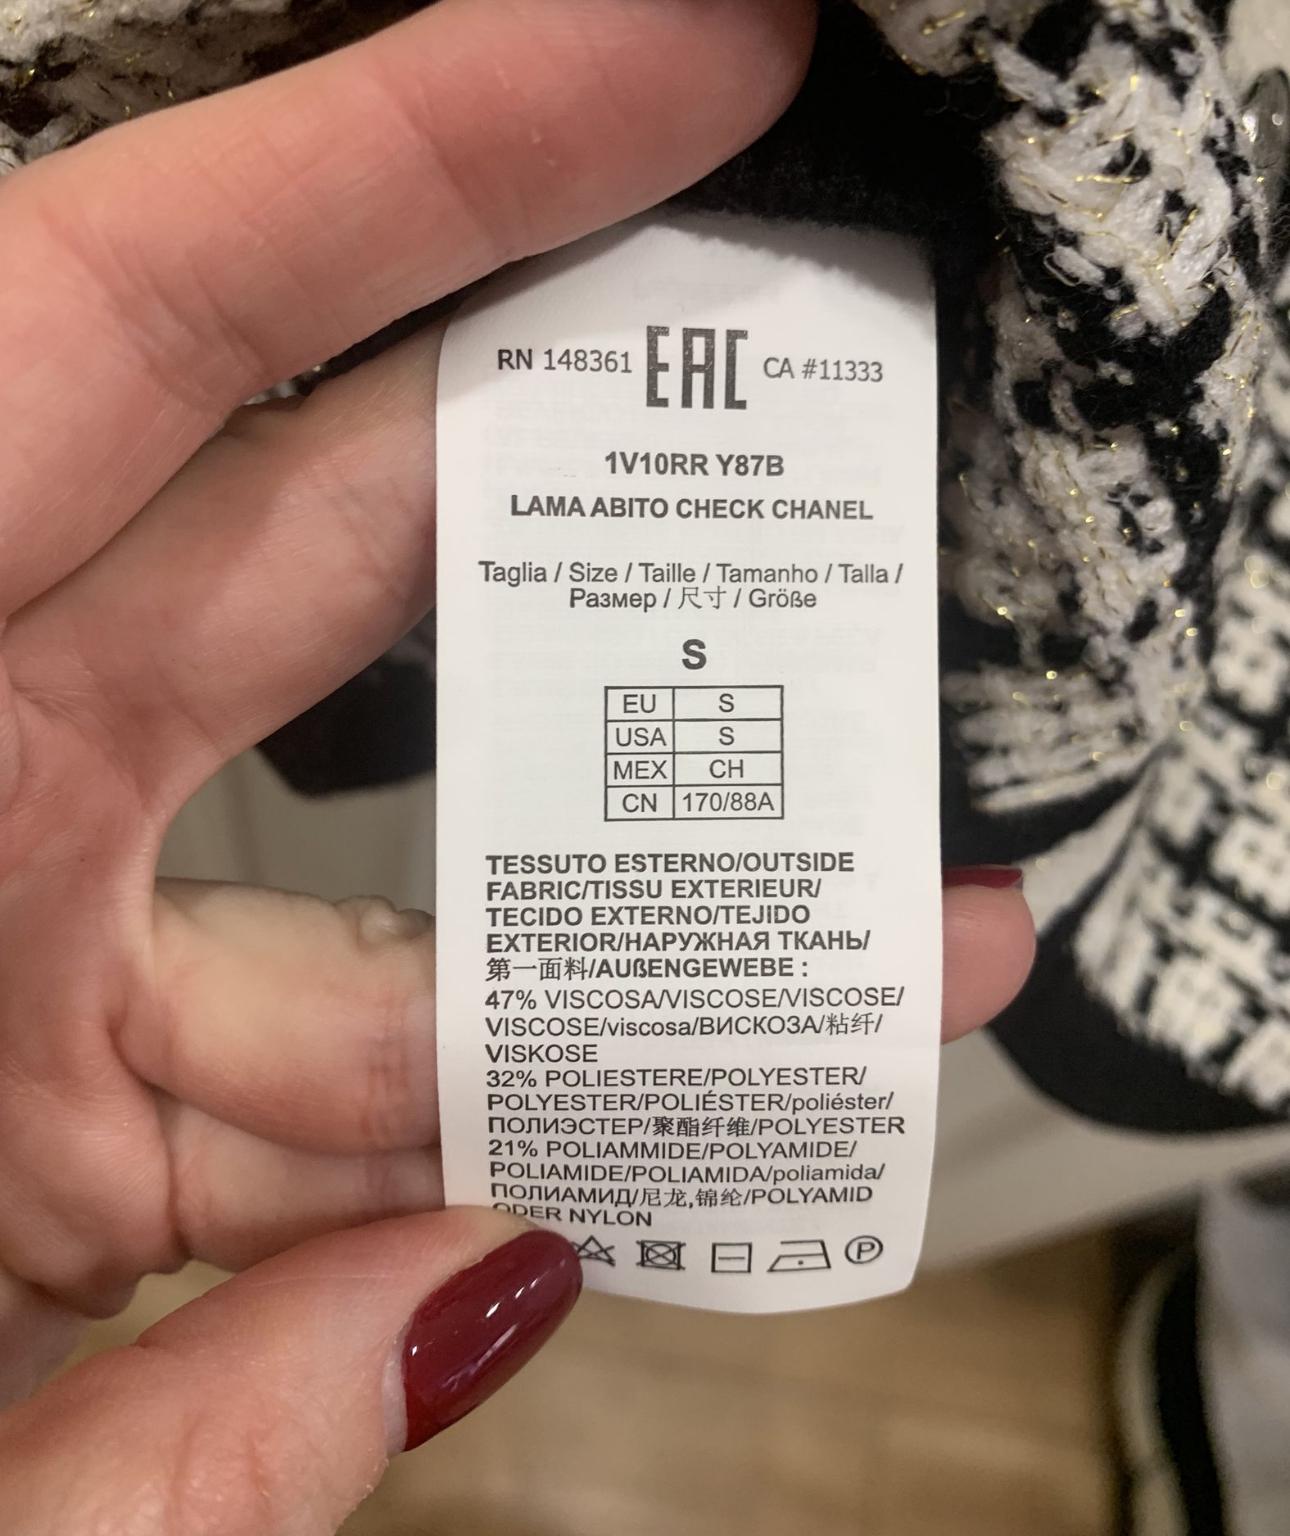 RN 148361 EAC CA #11333
1V10RR Y87B
LAMA ABITO CHECK CHANEL
Taglia / Size / Taille / Tamanho / Talla /
Размер / 尺寸 / Größe
S
EU S
USA S
MEX CH
CN 170/88A
TESSUTO ESTERNO/OUTSIDE
FABRIC/TISSU EXTERIEUR/
TECIDO EXTERNO/TEJIDO
EXTERIOR/НАРУЖНАЯ ТКАНЬ/
第一面料/AUßENGEWEBE :
47% VISCOSA/VISCOSE/VISCOSE/
VISCOSE/viscosa/ВИСКОЗА/粘纤/
VISKOSE
32% POLIESTERE/POLYESTER/
POLYESTER/POLIÉSTER/poliéster/
ПОЛИЭСТЕР/聚酯纤维/POLYESTER
21% POLIAMMIDE/POLYAMIDE/
POLIAMIDE/POLIAMIDA/poliamida/
ПОЛИАМИД/尼龙,锦纶/POLYAMID
ODER NYLON
P